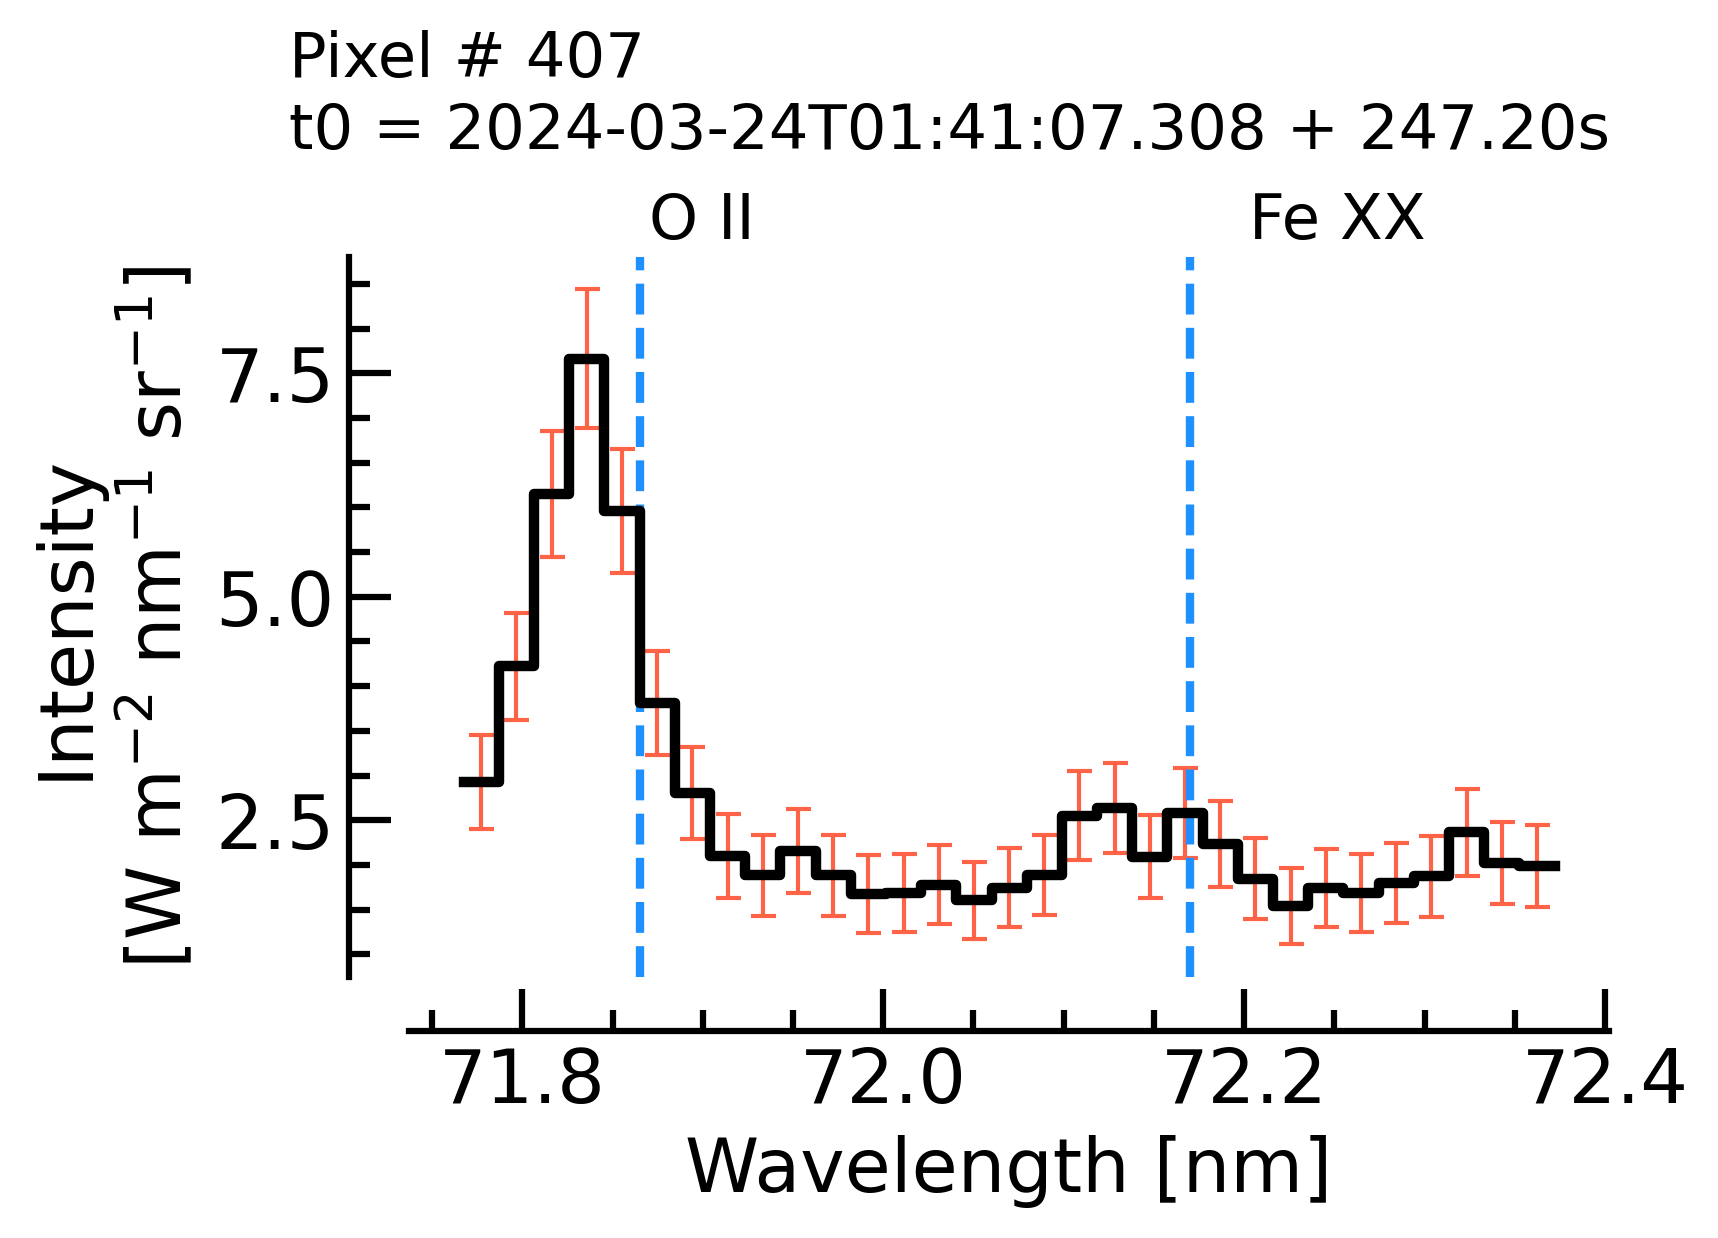 Pixel # 407
t0 = 2024-03-24T01:41:07.308 + 247.20s
O II
Fe XX
Intensity
[W m⁻² nm⁻¹ sr⁻¹]
7.5
5.0
2.5
71.8 72.0 72.2 72.4
Wavelength [nm]